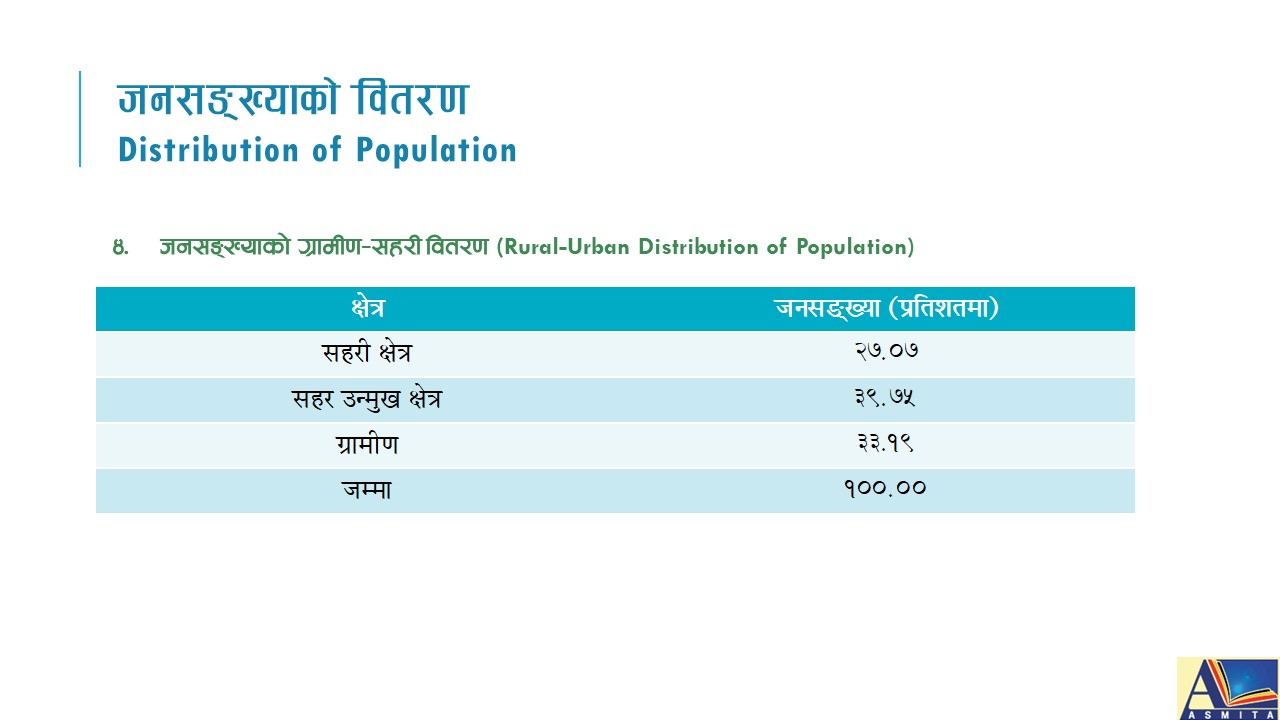 जनसङ्ख्याको वितरण
Distribution of Population
४. जनसङ्ख्याको ग्रामीण-सहरी वितरण (Rural-Urban Distribution of Population)
क्षेत्र जनसङ्ख्या (प्रतिशतमा)
सहरी क्षेत्र २७.०७
सहर उन्मुख क्षेत्र ३९.७५
ग्रामीण ३३.१९
जम्मा १००.००
ASMITA